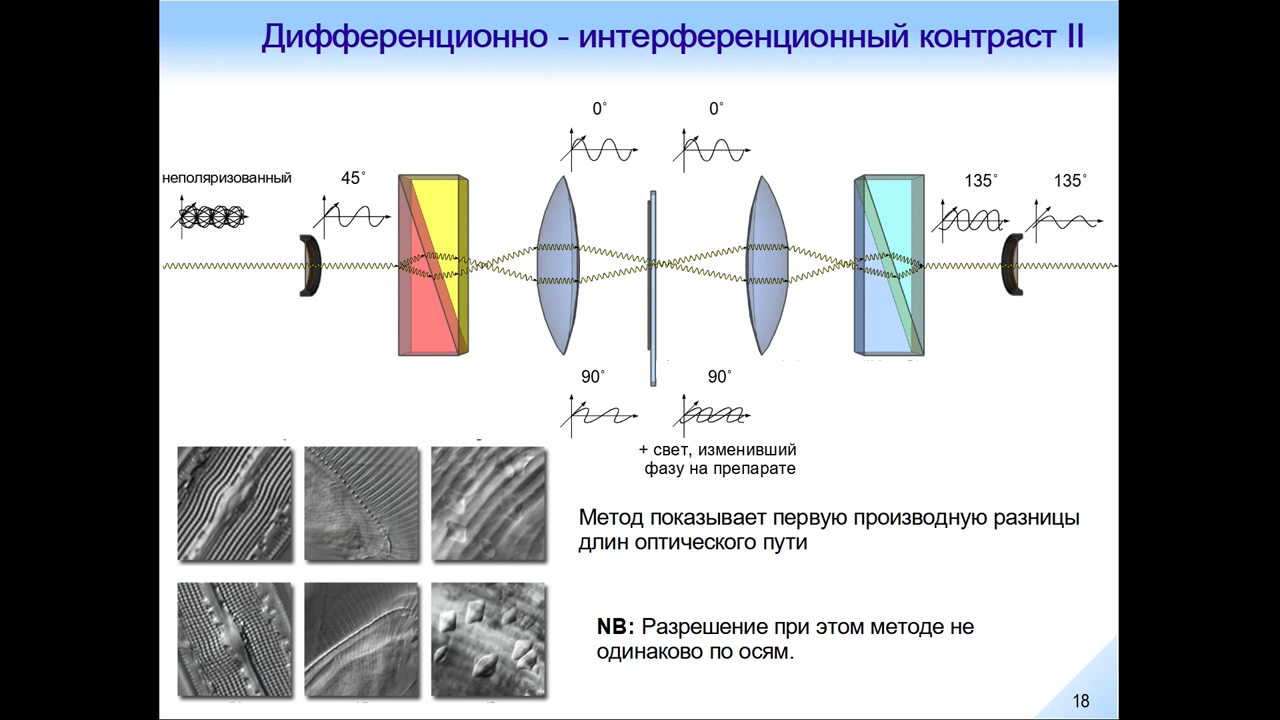 Дифференционно - интерференционный контраст II
0˚
0˚
неполяризованный
45˚
135˚
135˚
90˚
90˚
+ свет, изменивший
фазу на препарате
Метод показывает первую производную разницы
длин оптического пути
NB: Разрешение при этом методе не
одинаково по осям.
18